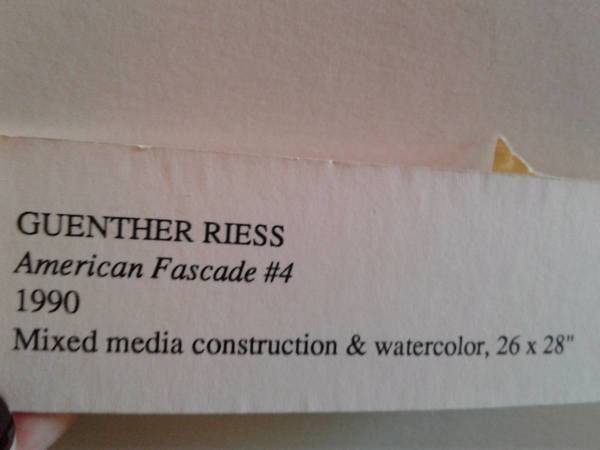 GUENTHER RIESS
American Fascade #4
1990
Mixed media construction & watercolor, 26 x 28"